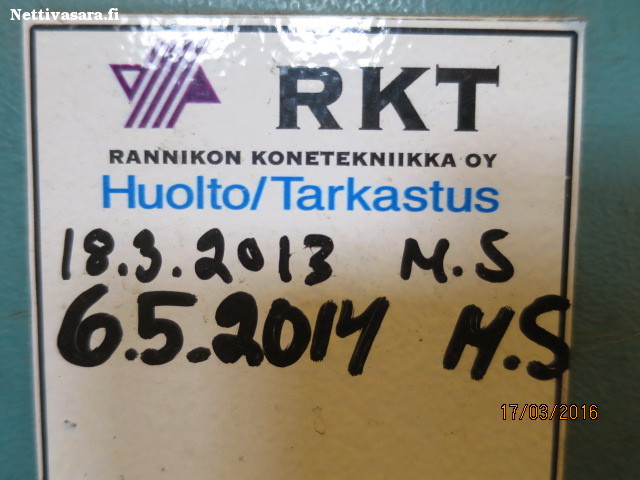 Nettivasara.fi
RKT
RANNIKON KONETEKNIIKKA OY
Huolto/Tarkastus
18.3.2013 M.S
6.5.2014 M.S
17/03/2016